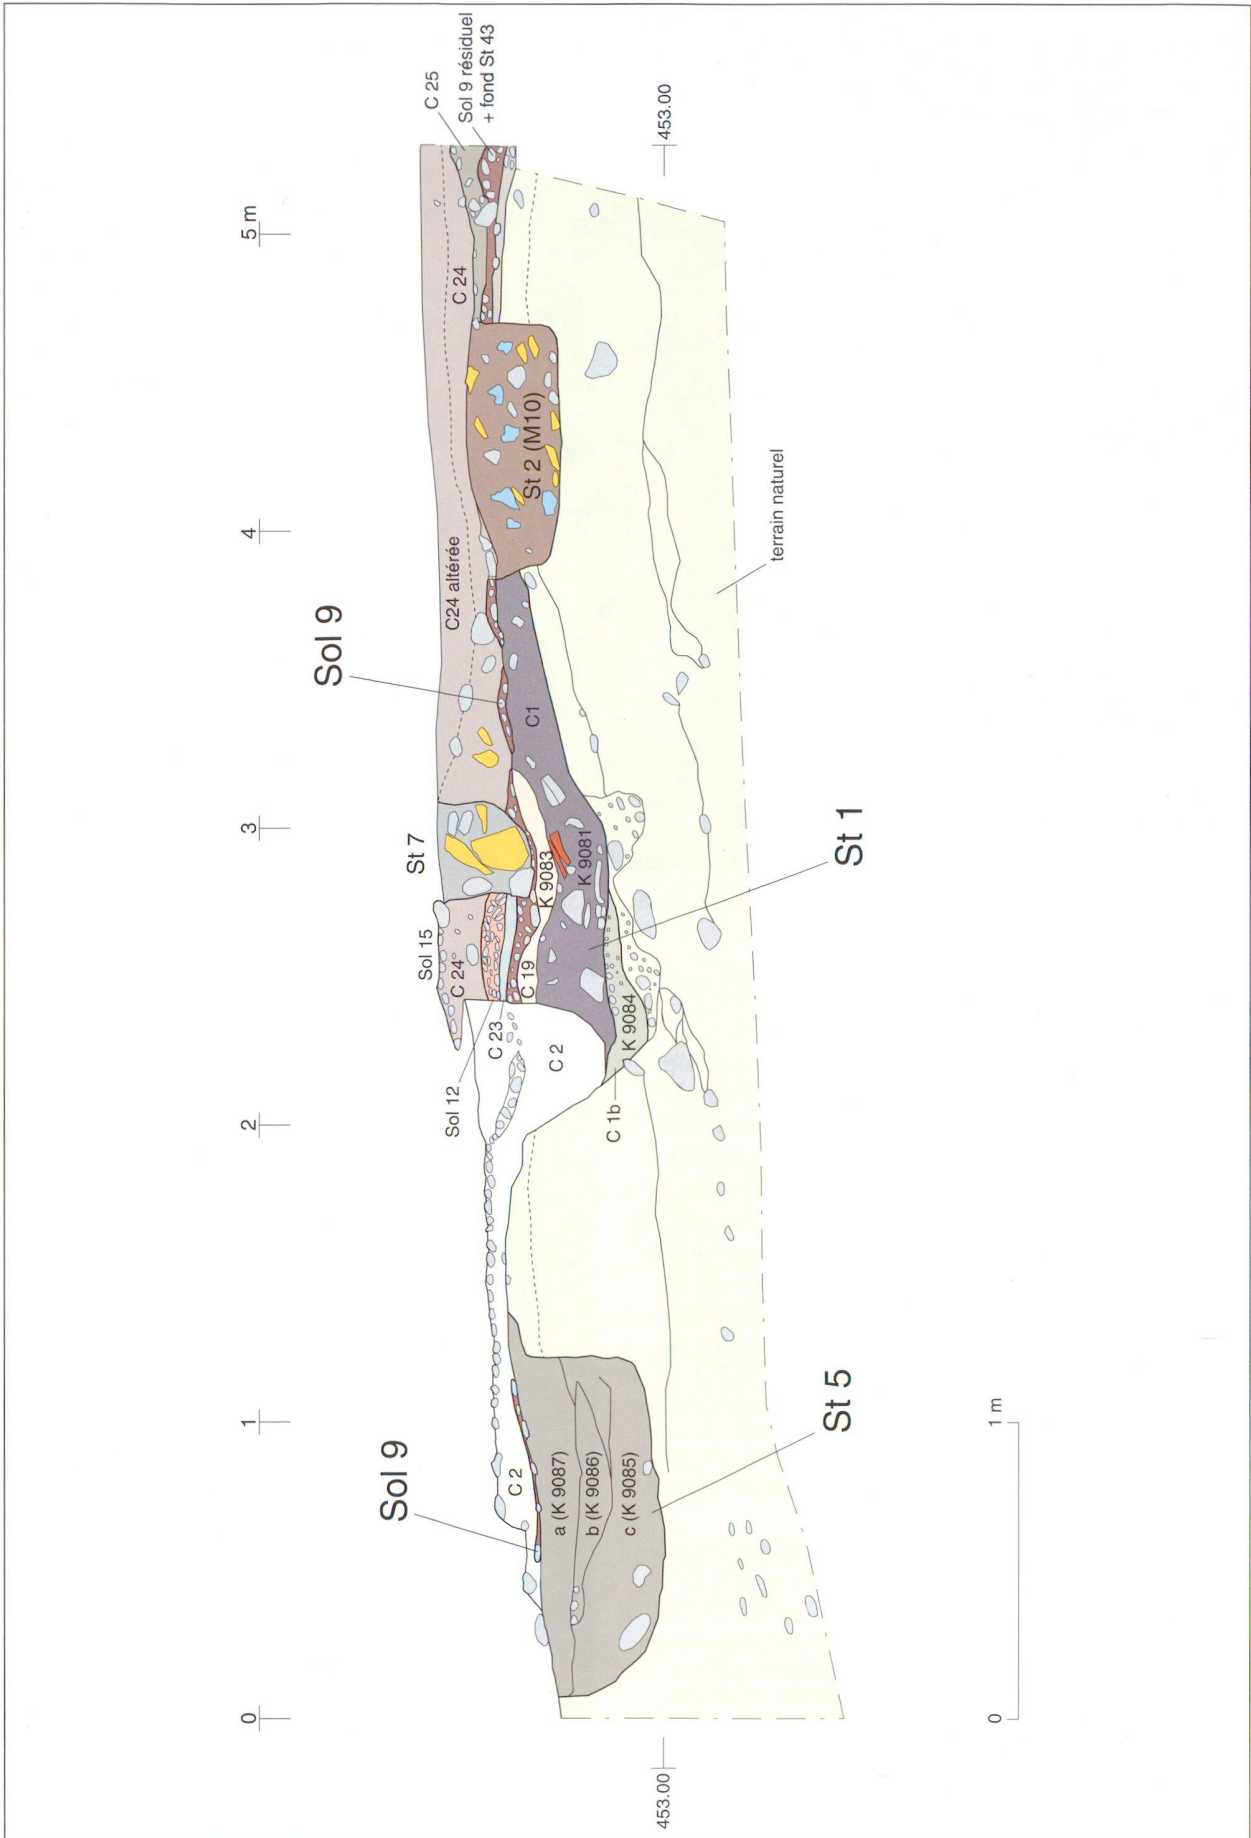 0
1
2
3
4
5 m
Sol 9
Sol 9
Sol 15
St 7
C24 altérée
C 24
C 25
Sol 9 résiduel
+ fond St 43
Sol 12
C 23
C 24
C 19
K 9083
C1
St 2 (M10)
C 2
C 2
K 9081
K 9084
C 1b
a (K 9087)
b (K 9086)
c (K 9085)
453.00
453.00
St 5
St 1
terrain naturel
0
1 m